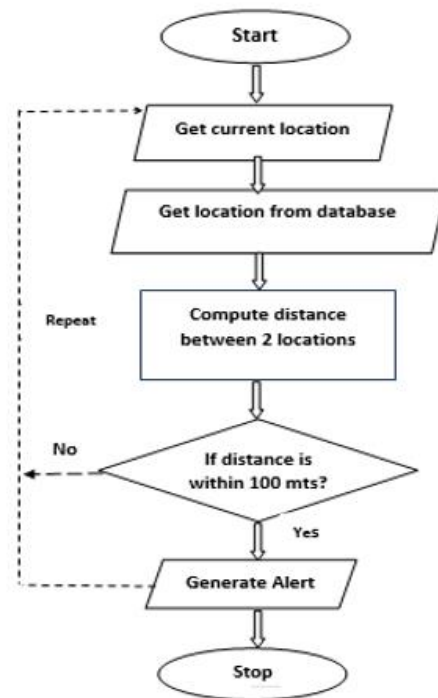 Start
Get current location
Get location from database
Compute distance
between 2 locations
Repeat
No
If distance is
within 100 mts?
Yes
Generate Alert
Stop